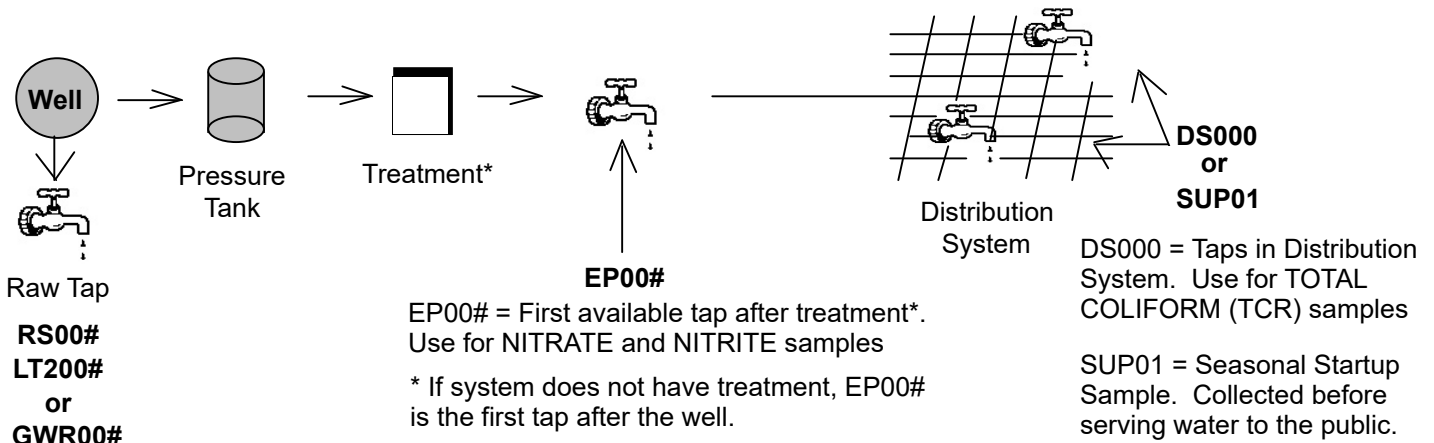 Well
Pressure
Tank
Treatment*
Raw Tap
RS00#
LT200#
or
GWR00#
EP00#
EP00# = First available tap after treatment*.
Use for NITRATE and NITRITE samples
* If system does not have treatment, EP00#
is the first tap after the well.
Distribution
System
DS000
or
SUP01
DS000 = Taps in Distribution
System. Use for TOTAL
COLIFORM (TCR) samples
SUP01 = Seasonal Startup
Sample. Collected before
serving water to the public.